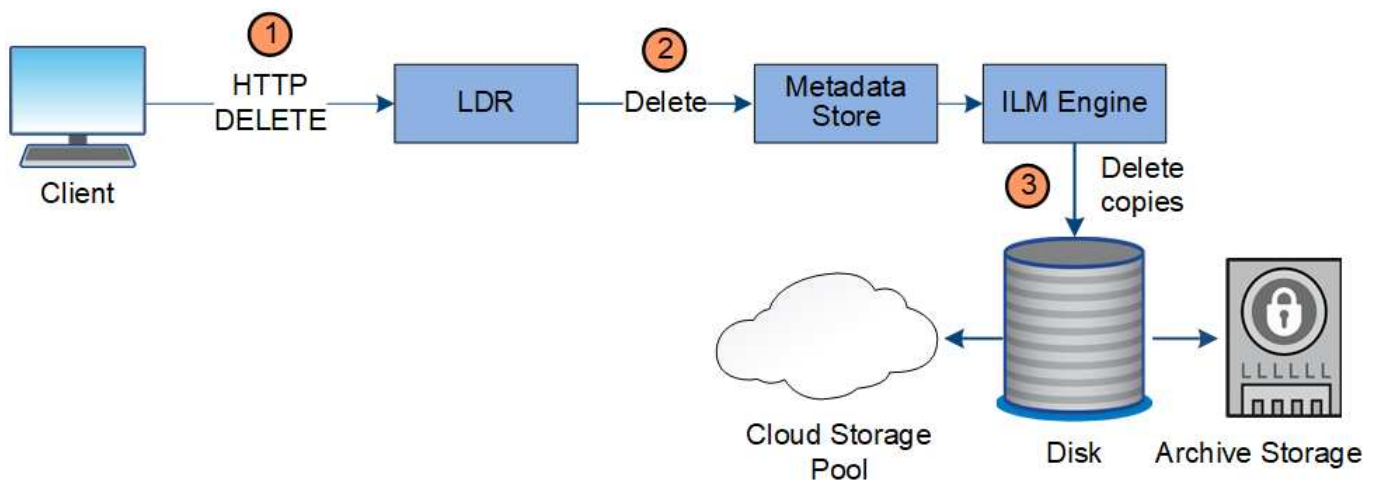 1
HTTP
DELETE
Client
LDR
2
Delete
Metadata
Store
ILM Engine
3
Delete
copies
LLLLLL
Cloud Storage
Pool
Disk
Archive Storage